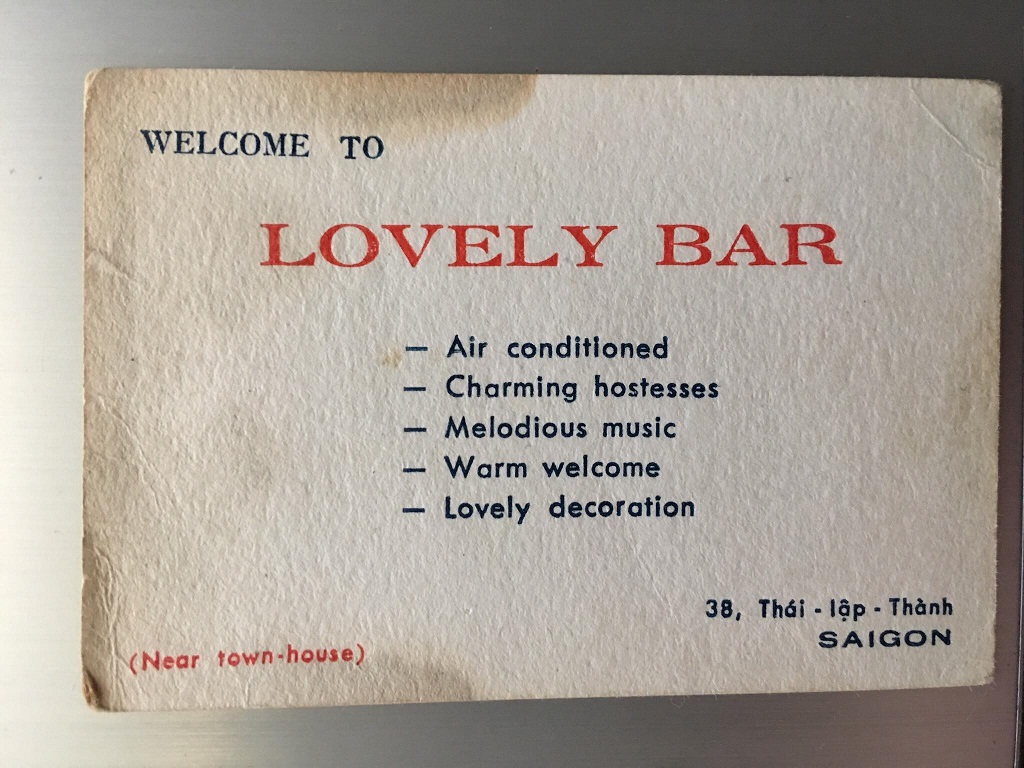 WELCOME TO
LOVELY BAR
— Air conditioned
— Charming hostesses
— Melodious music
— Warm welcome
— Lovely decoration
38, Thái - lập - Thành
SAIGON
(Near town-house)